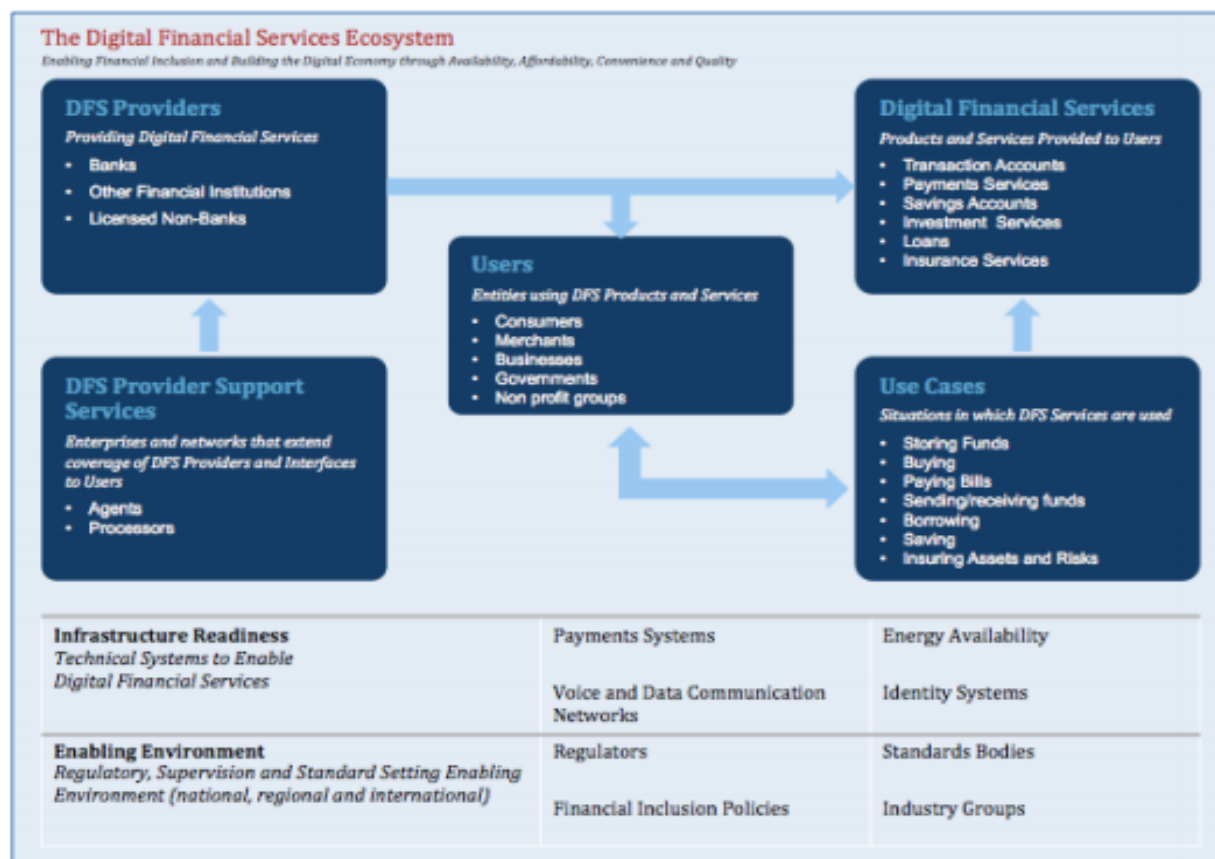 The Digital Financial Services Ecosystem
Enabling Financial Inclusion and Building the Digital Economy through Availability, Affordability, Convenience and Quality
DFS Providers
Providing Digital Financial Services
• Banks
• Other Financial Institutions
• Licensed Non-Banks
Digital Financial Services
Products and Services Provided to Users
• Transaction Accounts
• Payments Services
• Savings Accounts
• Investment Services
• Loans
• Insurance Services
Users
Entities using DFS Products and Services
• Consumers
• Merchants
• Businesses
• Governments
• Non profit groups
DFS Provider Support
Services
Enterprises and networks that extend
coverage of DFS Providers and Interfaces
to Users
• Agents
• Processors
Use Cases
Situations in which DFS Services are used
• Storing Funds
• Buying
• Paying Bills
• Sending/receiving funds
• Borrowing
• Saving
• Insuring Assets and Risks
Infrastructure Readiness
Technical Systems to Enable
Digital Financial Services
Payments Systems
Energy Availability
Voice and Data Communication
Networks
Identity Systems
Enabling Environment
Regulatory, Supervision and Standard Setting Enabling
Environment (national, regional and international)
Regulators
Standards Bodies
Financial Inclusion Policies
Industry Groups